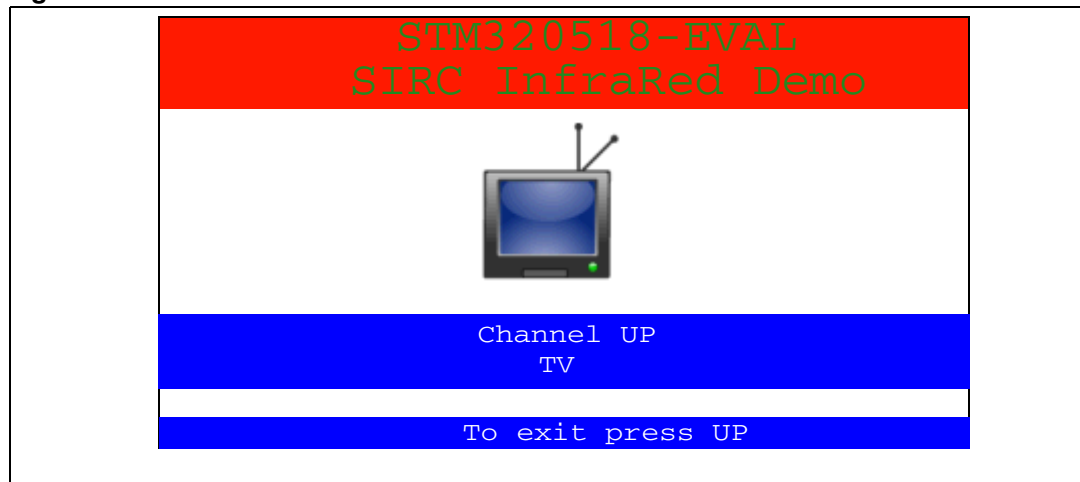 STM320518-EVAL
SIRC InfraRed Demo
Channel UP
TV
To exit press UP